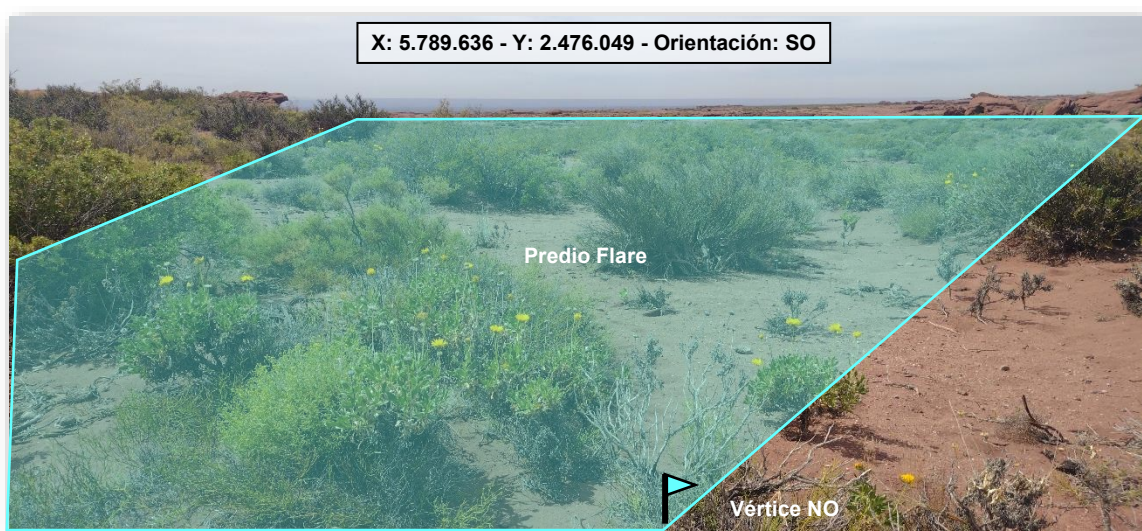 X: 5.789.636 - Y: 2.476.049 - Orientación: SO
Predio Flare
Vértice NO